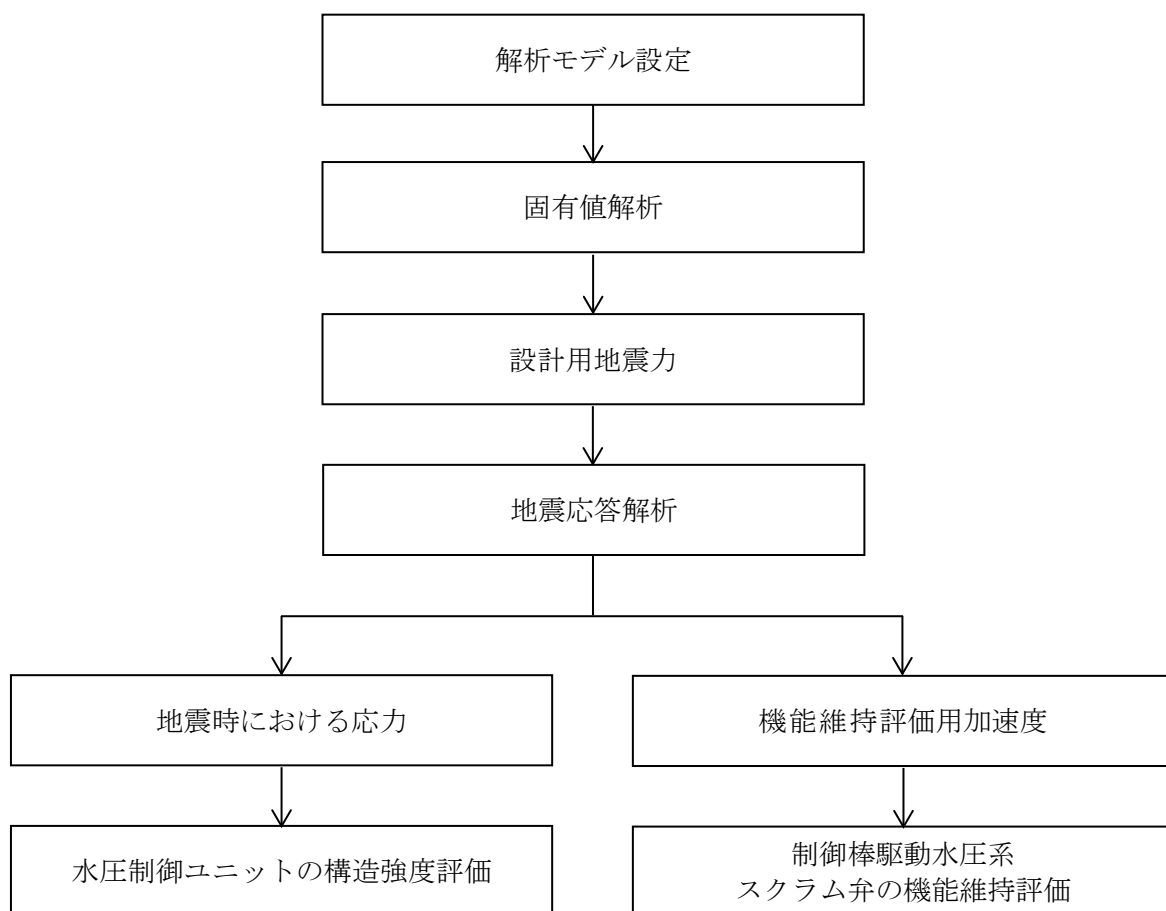 解析モデル設定
固有値解析
設計用地震力
地震応答解析
地震時における応力
機能維持評価用加速度
水圧制御ユニットの構造強度評価
制御棒駆動水圧系
スクラム弁の機能維持評価